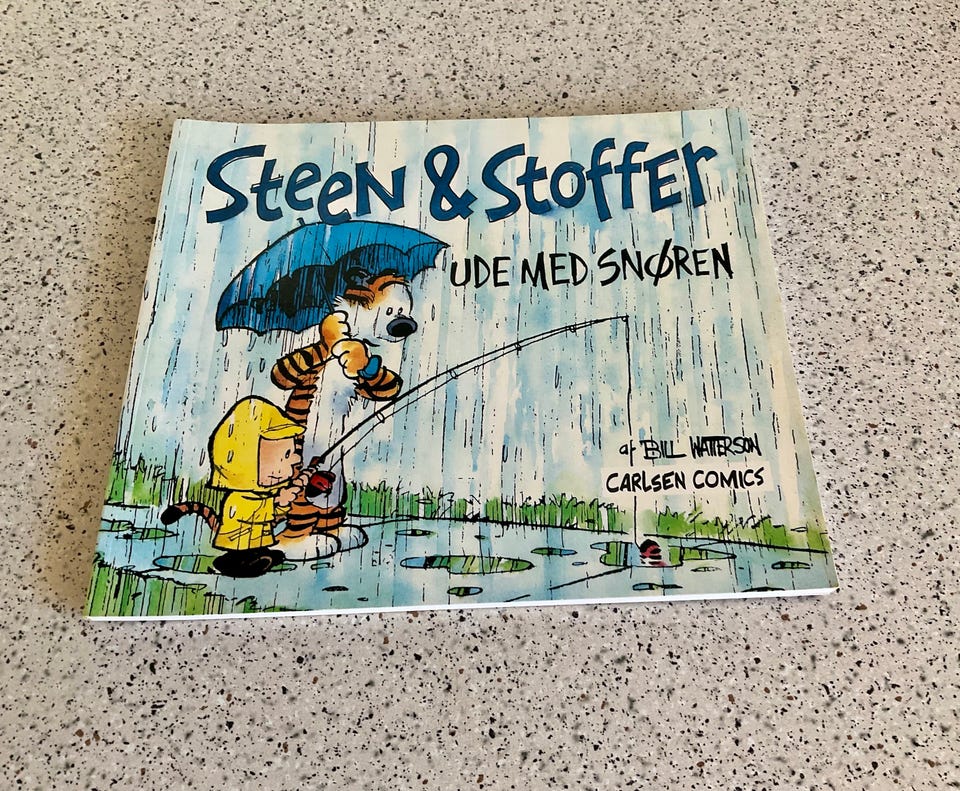 Steen & Stoffer
UDE MED SNØREN
af BILL WATTERSON
CARLSEN COMICS